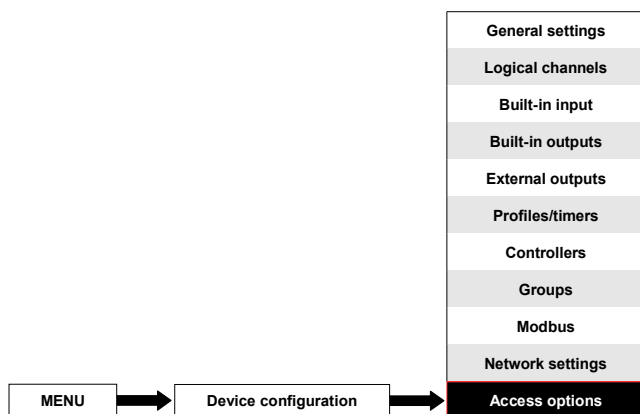 General settings
Logical channels
Built-in input
Built-in outputs
External outputs
Profiles/timers
Controllers
Groups
Modbus
Network settings
MENU
Device configuration
Access options